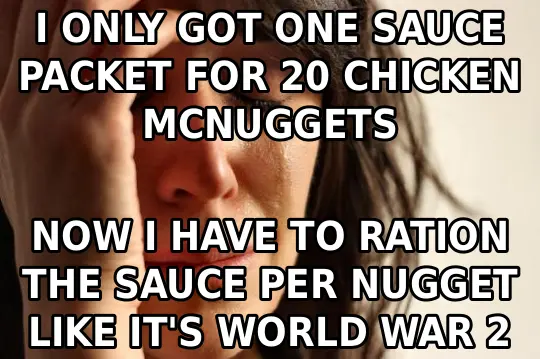 I ONLY GOT ONE SAUCE
PACKET FOR 20 CHICKEN
MCNUGGETS
NOW I HAVE TO RATION
THE SAUCE PER NUGGET
LIKE IT'S WORLD WAR 2